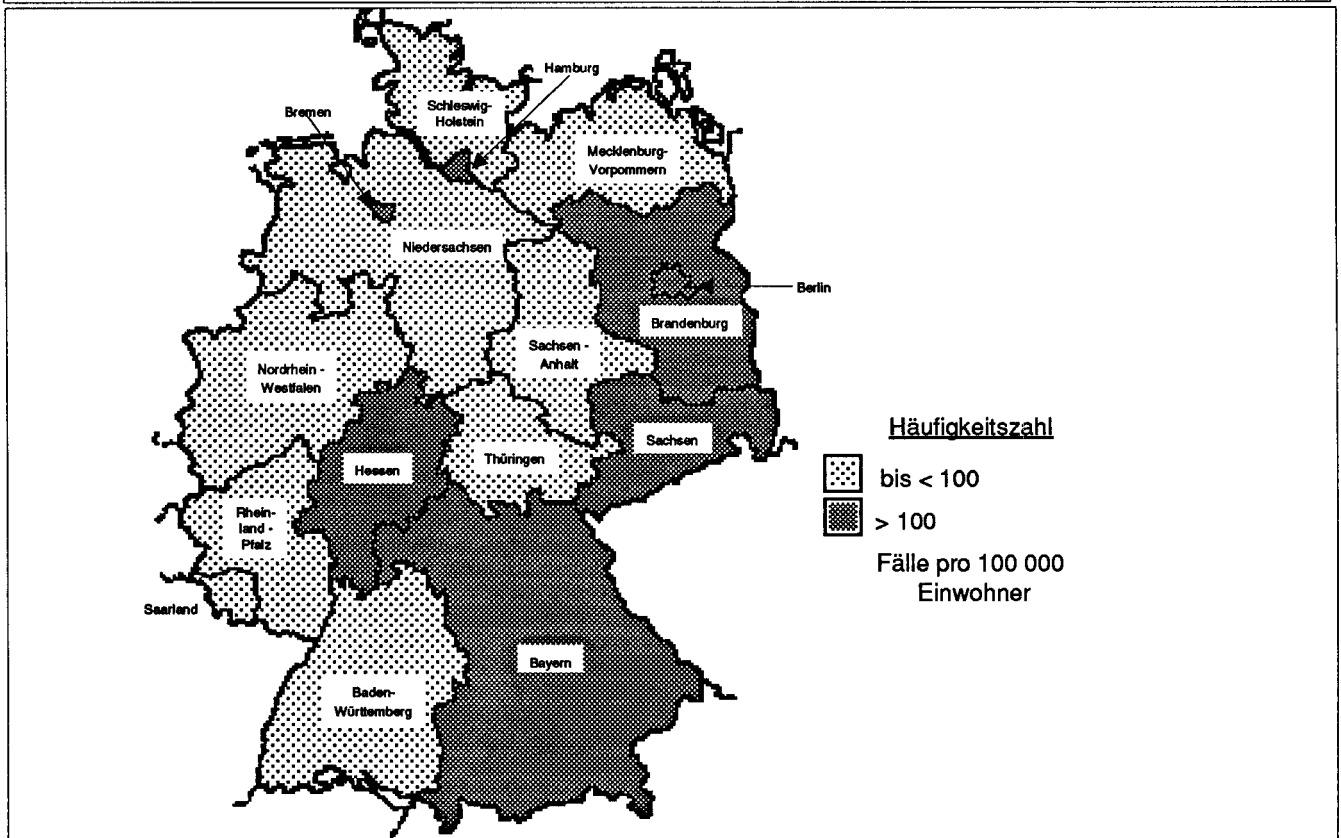 Hamburg
Schleswig-
Holstein
Bremen
Mecklenburg-
Vorpommern
Niedersachsen
Berlin
Brandenburg
Sachsen -
Anhalt
Nordrhein -
Westfalen
Häufigkeitszahl
Sachsen
Thüringen
Hessen
bis < 100
> 100
Rhein-
land -
Pfalz
Fälle pro 100 000
Einwohner
Saarland
Bayern
Baden-
Württemberg